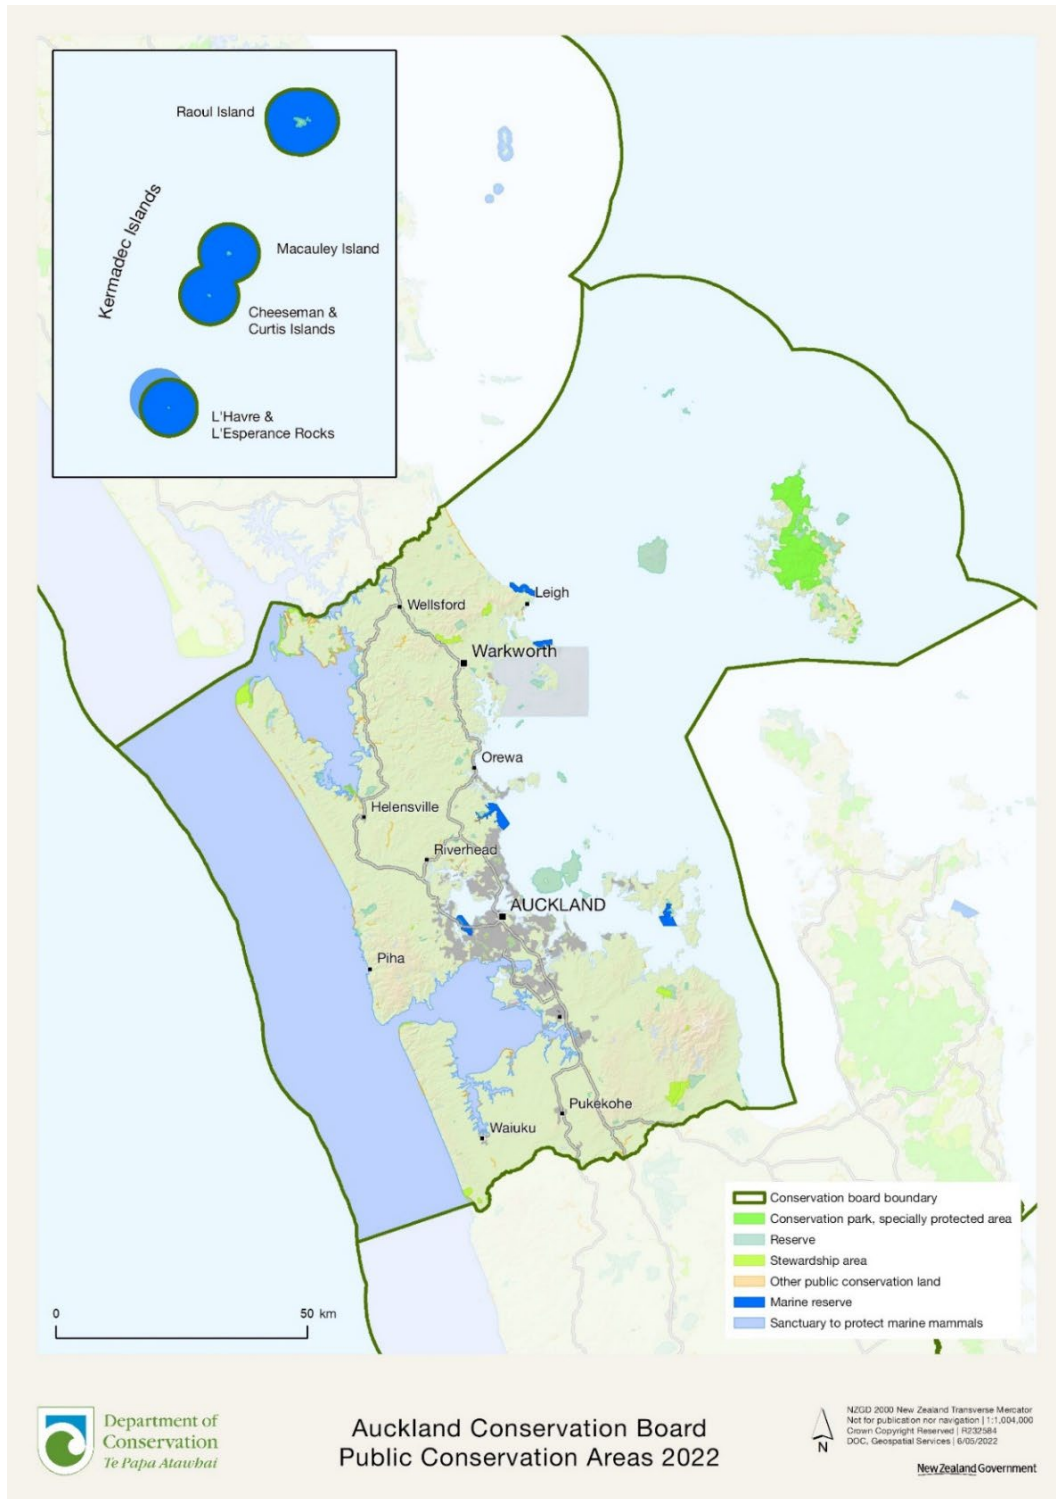 Raoul Island
Kermadec Islands
Macauley Island
Cheeseman &
Curtis Islands
L'Havre &
L'Esperance Rocks
Leigh
Wellsford
Warkworth
Orewa
Helensville
Riverhead
AUCKLAND
Piha
Pukekohe
Waiuku
Conservation board boundary
Conservation park, specially protected area
Reserve
Stewardship area
Other public conservation land
Marine reserve
Sanctuary to protect marine mammals
0 50 km
Department of
Conservation
Te Papa Atawhai
Auckland Conservation Board
Public Conservation Areas 2022
N
NZGD 2000 New Zealand Transverse Mercator
Not for publication nor navigation | 1:1,004,000
Crown Copyright Reserved | R232584
DOC, Geospatial Services | 6/05/2022
New Zealand Government